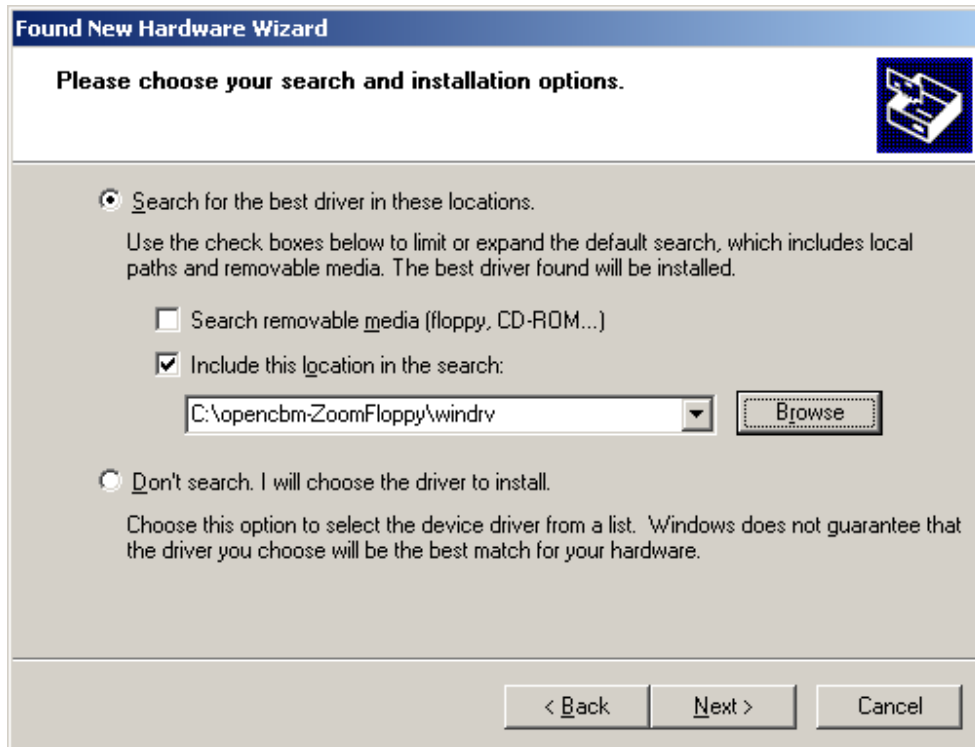 Found New Hardware Wizard
Please choose your search and installation options.
Search for the best driver in these locations.
Use the check boxes below to limit or expand the default search, which includes local
paths and removable media. The best driver found will be installed.
Search removable media (floppy, CD-ROM...)
Include this location in the search:
C:\opencbm-ZoomFloppy\windrv
Browse
Don't search. I will choose the driver to install.
Choose this option to select the device driver from a list.  Windows does not guarantee that
the driver you choose will be the best match for your hardware.
< Back
Next >
Cancel